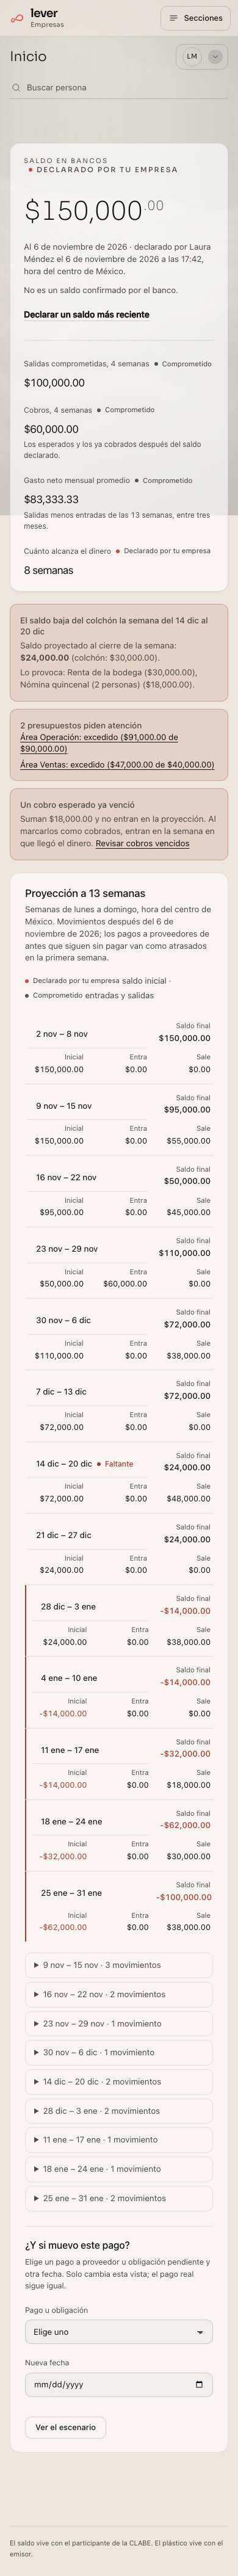 1ever
Empresas
Secciones
Inicio
LM
Buscar persona
SALDO EN BANCOS
DECLARADO POR TU EMPRESA
$150,000.00
Al 6 de noviembre de 2026 · declarado por Laura
Méndez el 6 de noviembre de 2026 a las 17:42,
hora del centro de México.
No es un saldo confirmado por el banco.
Declarar un saldo más reciente
Salidas comprometidas, 4 semanas Comprometido
$100,000.00
Cobros, 4 semanas Comprometido
$60,000.00
Los esperados y los ya cobrados después del saldo
declarado.
Gasto neto mensual promedio Comprometido
$83,333.33
Salidas menos entradas de las 13 semanas, entre tres
meses.
Cuánto alcanza el dinero Declarado por tu empresa
8 semanas
El saldo baja del colchón la semana del 14 dic al
20 dic
Saldo proyectado al cierre de la semana:
$24,000.00 (colchón: $30,000.00).
Lo provoca: Renta de la bodega ($30,000.00),
Nómina quincenal (2 personas) ($18,000.00).
2 presupuestos piden atención
Área Operación: excedido ($91,000.00 de
$90,000.00)
Área Ventas: excedido ($47,000.00 de $40,000.00)
Un cobro esperado ya venció
Suman $18,000.00 y no entran en la proyección. Al
marcarlos como cobrados, entran en la semana en
que llegó el dinero. Revisar cobros vencidos
Proyección a 13 semanas
Semanas de lunes a domingo, hora del centro de
México. Movimientos después del 6 de
noviembre de 2026; los pagos a proveedores de
antes que siguen sin pagar van como atrasados
en la primera semana.
Declarado por tu empresa saldo inicial ·
Comprometido entradas y salidas
2 nov – 8 nov Saldo final
$150,000.00
Inicial Entra Sale
$150,000.00 $0.00 $0.00
9 nov – 15 nov Saldo final
$95,000.00
Inicial Entra Sale
$150,000.00 $0.00 $55,000.00
16 nov – 22 nov Saldo final
$50,000.00
Inicial Entra Sale
$95,000.00 $0.00 $45,000.00
23 nov – 29 nov Saldo final
$110,000.00
Inicial Entra Sale
$50,000.00 $60,000.00 $0.00
30 nov – 6 dic Saldo final
$72,000.00
Inicial Entra Sale
$110,000.00 $0.00 $38,000.00
7 dic – 13 dic Saldo final
$72,000.00
Inicial Entra Sale
$72,000.00 $0.00 $0.00
14 dic – 20 dic Faltante Saldo final
$24,000.00
Inicial Entra Sale
$72,000.00 $0.00 $48,000.00
21 dic – 27 dic Saldo final
$24,000.00
Inicial Entra Sale
$24,000.00 $0.00 $0.00
28 dic – 3 ene Saldo final
-$14,000.00
Inicial Entra Sale
$24,000.00 $0.00 $38,000.00
4 ene – 10 ene Saldo final
-$14,000.00
Inicial Entra Sale
-$14,000.00 $0.00 $0.00
11 ene – 17 ene Saldo final
-$32,000.00
Inicial Entra Sale
-$14,000.00 $0.00 $18,000.00
18 ene – 24 ene Saldo final
-$62,000.00
Inicial Entra Sale
-$32,000.00 $0.00 $30,000.00
25 ene – 31 ene Saldo final
-$100,000.00
Inicial Entra Sale
-$62,000.00 $0.00 $38,000.00
9 nov – 15 nov · 3 movimientos
16 nov – 22 nov · 2 movimientos
23 nov – 29 nov · 1 movimiento
30 nov – 6 dic · 1 movimiento
14 dic – 20 dic · 2 movimientos
28 dic – 3 ene · 2 movimientos
11 ene – 17 ene · 1 movimiento
18 ene – 24 ene · 1 movimiento
25 ene – 31 ene · 2 movimientos
¿Y si muevo este pago?
Elige un pago a proveedor u obligación pendiente y
otra fecha. Solo cambia esta vista; el pago real
sigue igual.
Pago u obligación
Elige uno
Nueva fecha
mm/dd/yyyy
Ver el escenario
El saldo vive con el participante de la CLABE. El plástico vive con el
emisor.